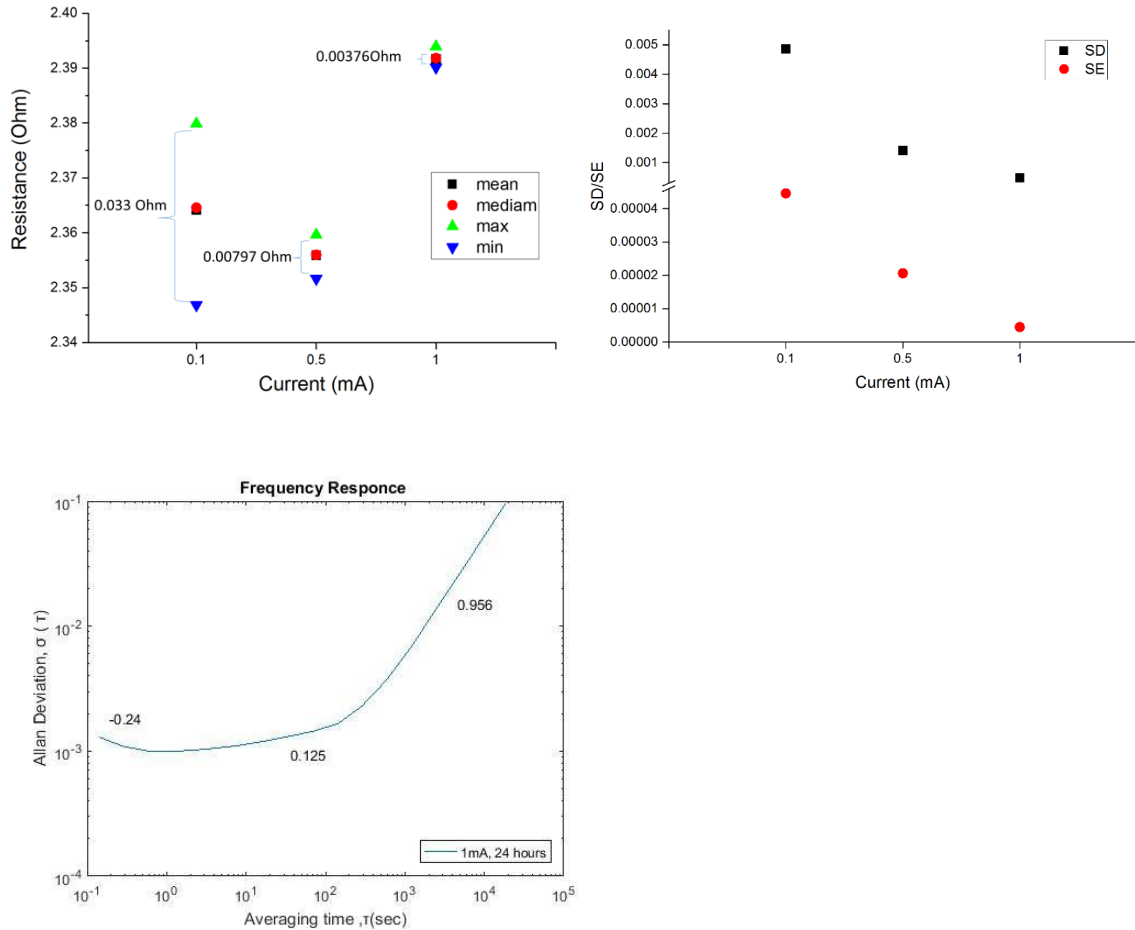 2.40
2.39
2.38
2.37
2.36
2.35
2.34
Resistance (Ohm)
0.00376Ohm
0.033 Ohm
0.00797 Ohm
mean
mediam
max
min
0.1
0.5
1
Current (mA)
0.005
0.004
0.003
0.002
0.001
0.00004
0.00003
0.00002
0.00001
0.00000
SD/SE
SD
SE
0.1
0.5
1
Current (mA)
Frequency Responce
10^-1
10^-2
10^-3
10^-4
Allan Deviation, σ ( τ )
-0.24
0.125
0.956
1mA, 24 hours
10^-1
10^0
10^1
10^2
10^3
10^4
10^5
Averaging time ,τ(sec)